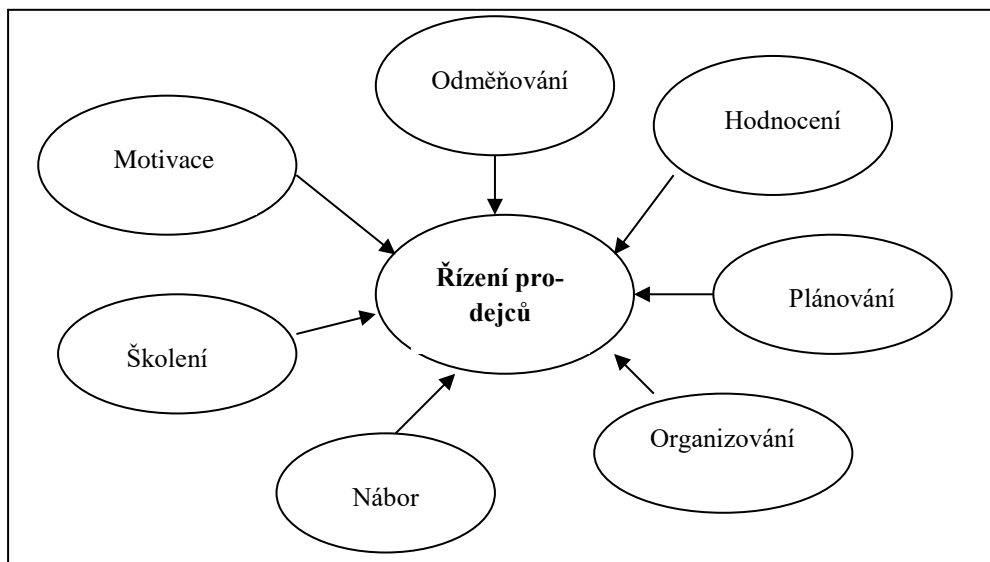 Odměňování
Hodnocení
Motivace
Řízení pro-
dejců
Plánování
Školení
Organizování
Nábor